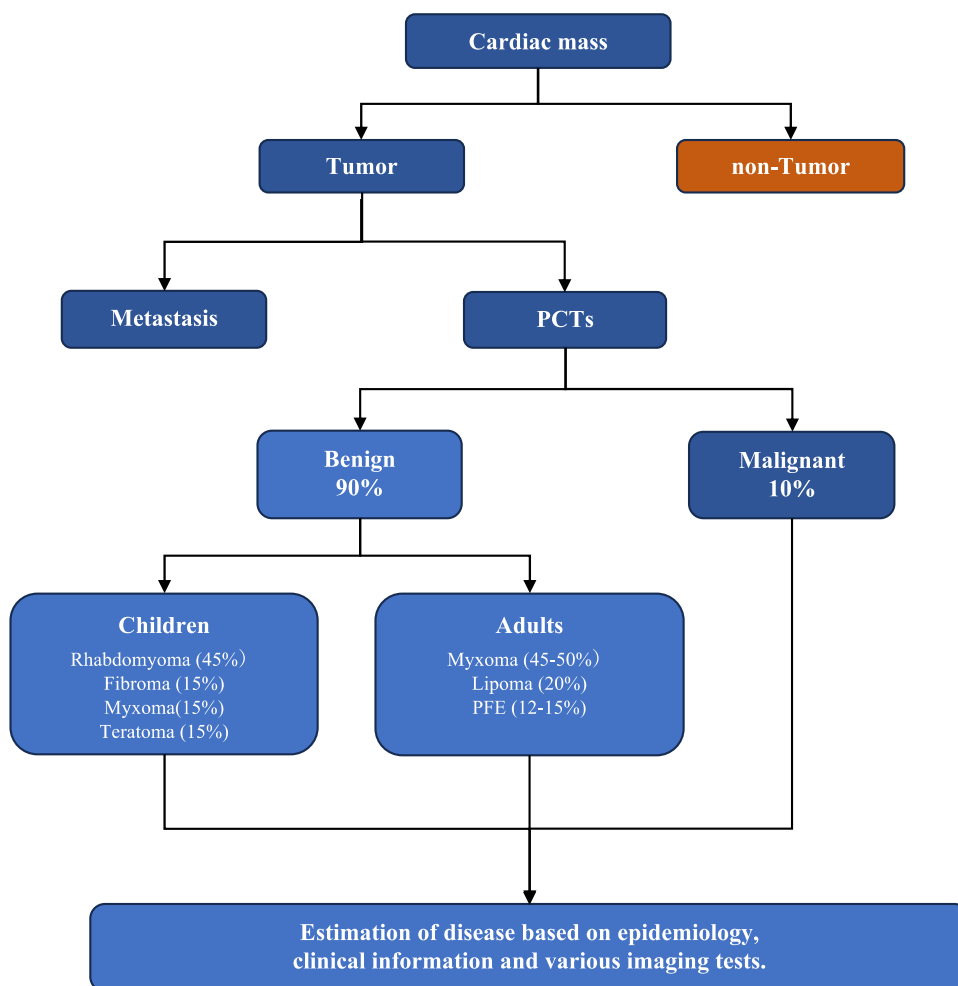 Cardiac mass
Tumor
non-Tumor
Metastasis
PCTs
Benign
90%
Malignant
10%
Children
Rhabdomyoma (45%）
Fibroma (15%)
Myxoma(15%)
Teratoma (15%)
Adults
Myxoma (45-50%）
Lipoma (20%)
PFE (12-15%)
Estimation of disease based on epidemiology,
clinical information and various imaging tests.